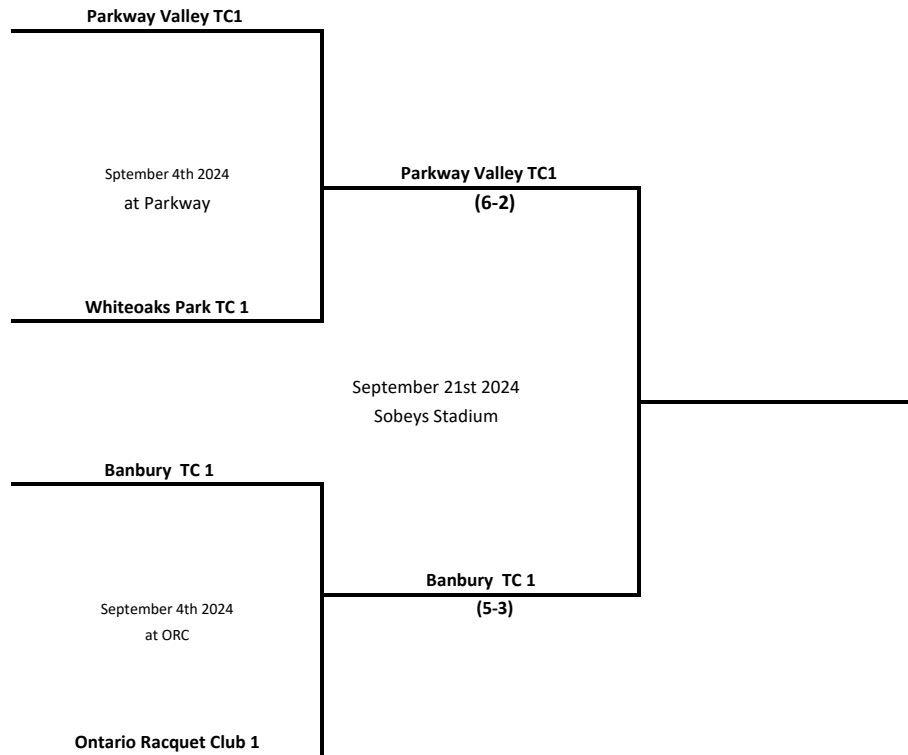 Parkway Valley TC1
Sptember 4th 2024
at Parkway
Parkway Valley TC1
(6-2)
Whiteoaks Park TC 1
September 21st 2024
Sobeys Stadium
Banbury  TC 1
September 4th 2024
at ORC
Banbury  TC 1
(5-3)
Ontario Racquet Club 1